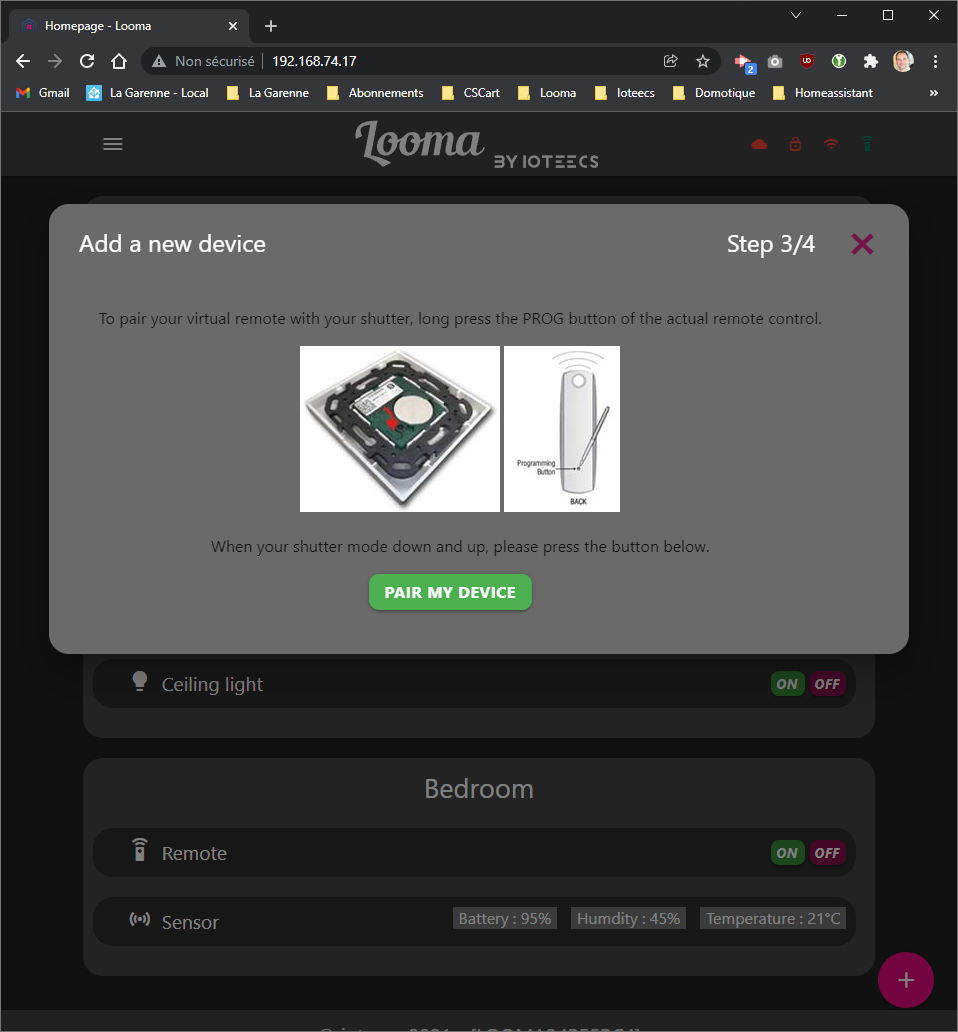 Homepage - Looma
Non sécurisé
192.168.74.17
2
UD
Gmail
La Garenne - Local
La Garenne
Abonnements
CSCart
Looma
Ioteecs
Domotique
Homeassistant
»
Looma
BY IOTEECS
Add a new device
Step 3/4
To pair your virtual remote with your shutter, long press the PROG button of the actual remote control.
Programming
Button
BACK
When your shutter mode down and up, please press the button below.
PAIR MY DEVICE
Ceiling light
ON
OFF
Bedroom
Remote
ON
OFF
Sensor
Battery : 95%
Humdity : 45%
Temperature : 21°C
+